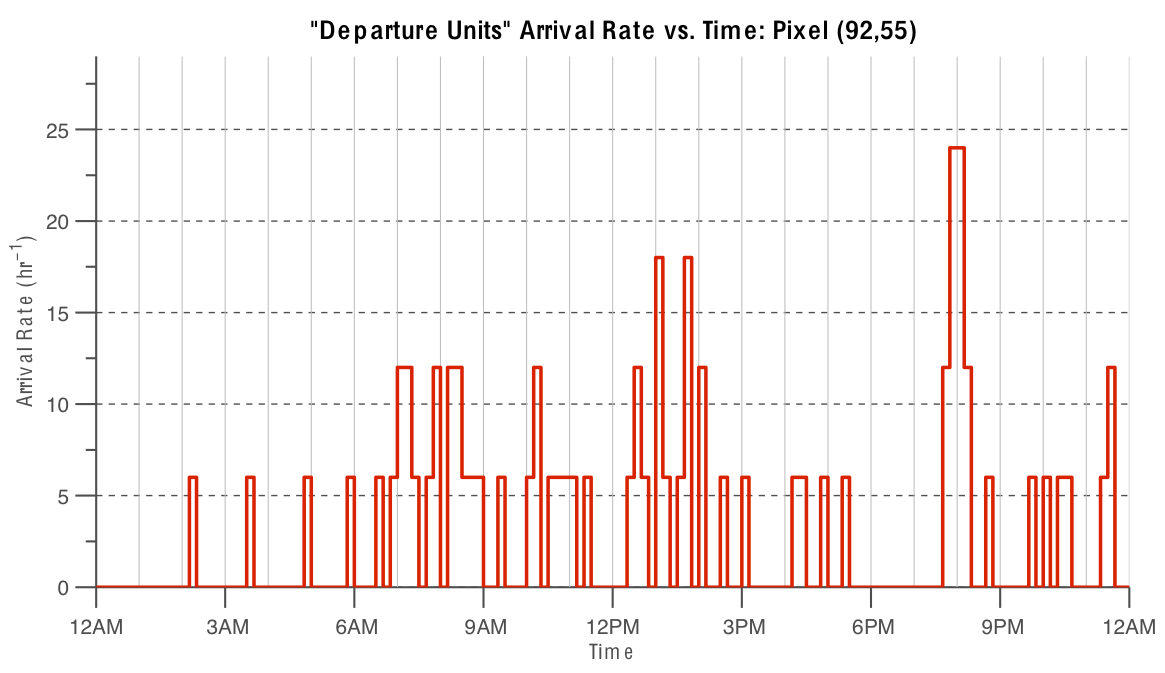 "Departure Units" Arrival Rate vs. Time: Pixel (92,55)
25
20
15
10
5
0
Arrival Rate (hr⁻¹)
12AM 3AM 6AM 9AM 12PM 3PM 6PM 9PM 12AM
Time